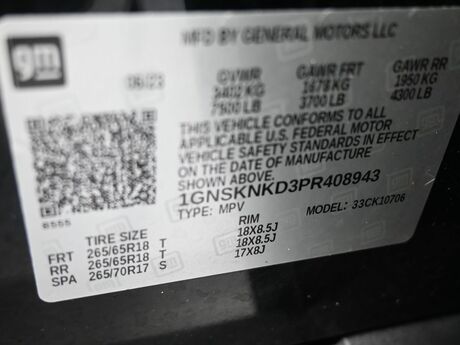 gm
MFD BY GENERAL MOTORS LLC
06/23
GVWR GAWR FRT GAWR RR
3402 KG 1678 KG 1950 KG
7500 LB 3700 LB 4300 LB
THIS VEHICLE CONFORMS TO ALL
APPLICABLE U.S. FEDERAL MOTOR
VEHICLE SAFETY STANDARDS IN EFFECT
ON THE DATE OF MANUFACTURE
SHOWN ABOVE.
1GNSKNKD3PR408943
TYPE: MPV MODEL: 33CK10706
TIRE SIZE RIM
FRT 265/65R18 T 18X8.5J
RR 265/65R18 T 18X8.5J
SPA 265/70R17 S 17X8J